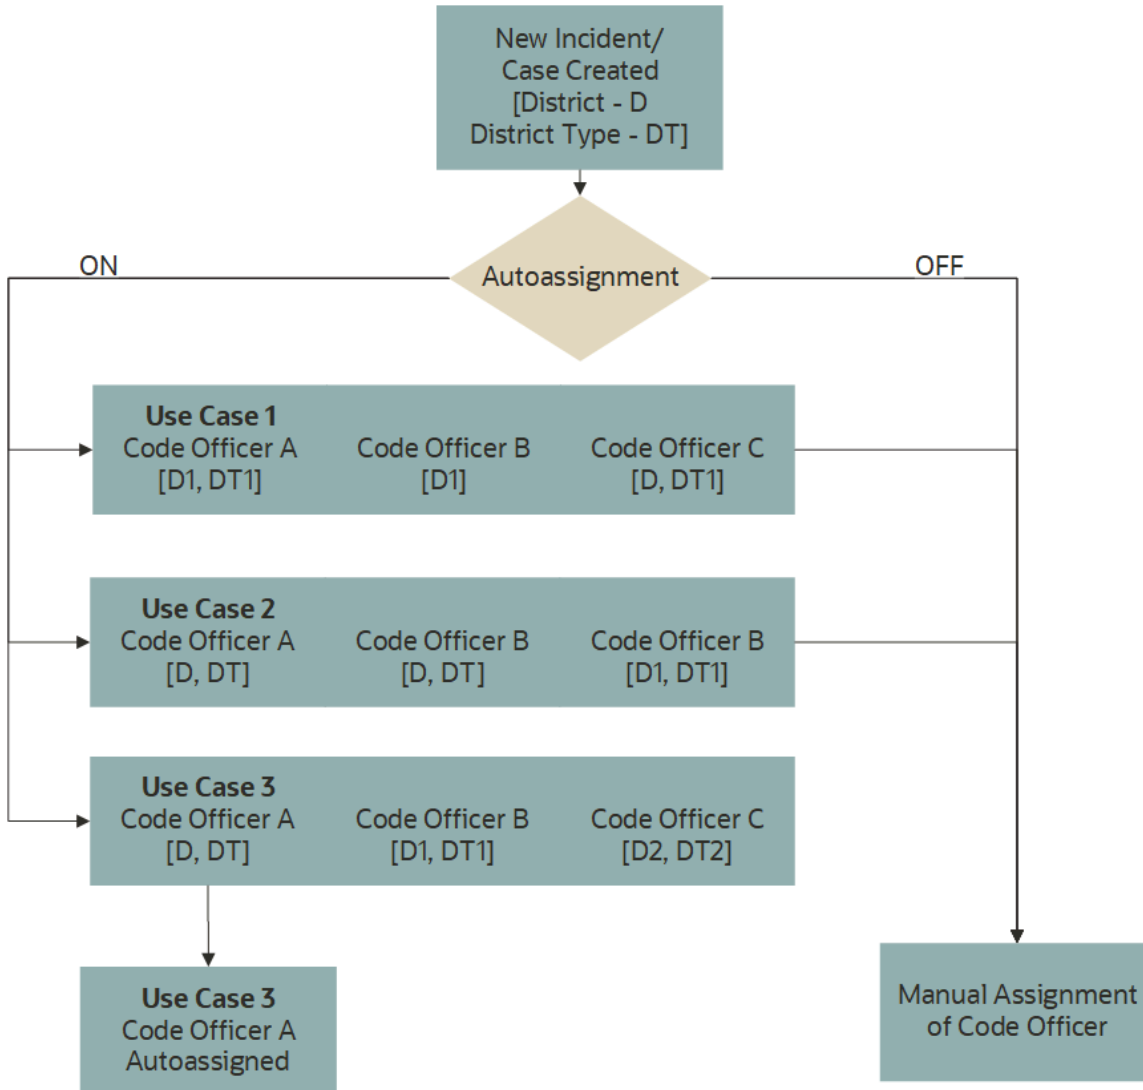 New Incident/
Case Created
[District - D
District Type - DT]
ON
Autoassignment
OFF
Use Case 1
Code Officer A
[D1, DT1]
Code Officer B
[D1]
Code Officer C
[D, DT1]
Use Case 2
Code Officer A
[D, DT]
Code Officer B
[D, DT]
Code Officer B
[D1, DT1]
Use Case 3
Code Officer A
[D, DT]
Code Officer B
[D1, DT1]
Code Officer C
[D2, DT2]
Use Case 3
Code Officer A
Autoassigned
Manual Assignment
of Code Officer